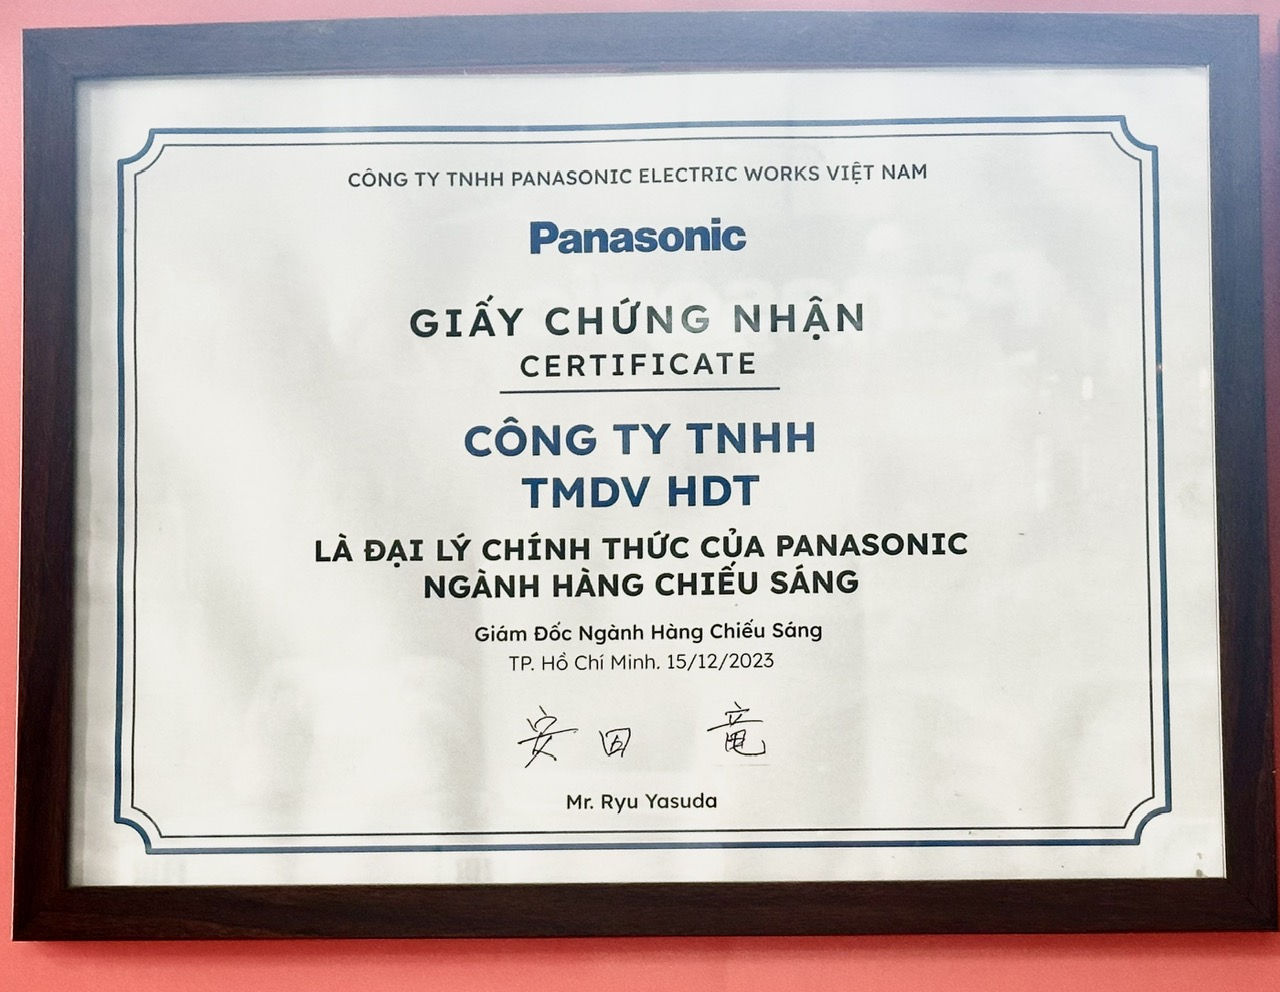 CÔNG TY TNHH PANASONIC ELECTRIC WORKS VIỆT NAM
Panasonic
GIẤY CHỨNG NHẬN
CERTIFICATE
CÔNG TY TNHH
TMDV HDT
LÀ ĐẠI LÝ CHÍNH THỨC CỦA PANASONIC
NGÀNH HÀNG CHIẾU SÁNG
Giám Đốc Ngành Hàng Chiếu Sáng
TP. Hồ Chí Minh. 15/12/2023
安田 竜
Mr. Ryu Yasuda